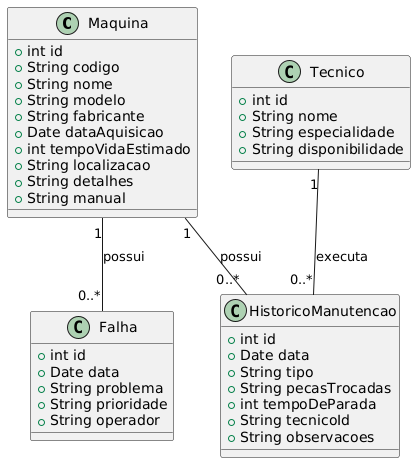 C Maquina
int id
String codigo
String nome
String modelo
String fabricante
Date dataAquisicao
int tempoVidaEstimado
String localizacao
String detalhes
String manual
C Tecnico
int id
String nome
String especialidade
String disponibilidade
1
1
1
possui
possui
executa
0..*
0..*
0..*
C Falha
int id
Date data
String problema
String prioridade
String operador
C HistoricoManutencao
int id
Date data
String tipo
String pecasTrocadas
int tempoDeParada
String tecnicoId
String observacoes